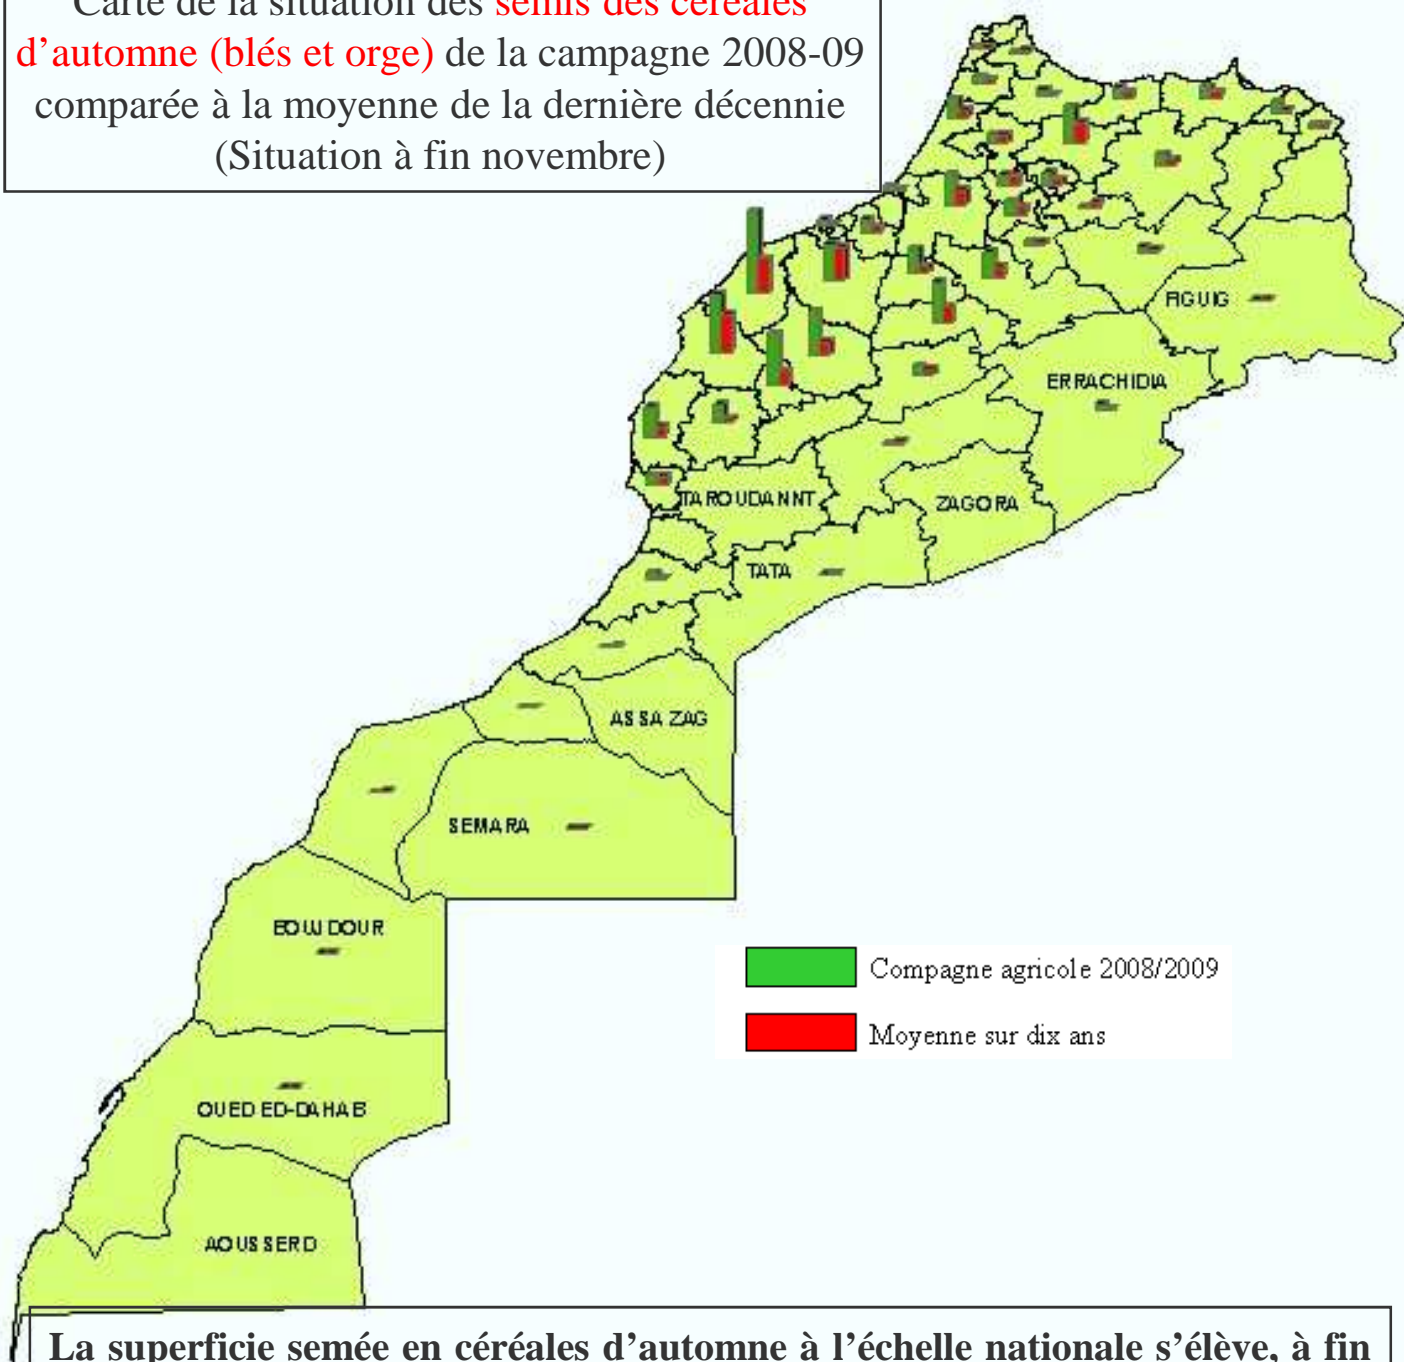 Carte de la situation des semis des céréales
d’automne (blés et orge) de la campagne 2008-09
comparée à la moyenne de la dernière décennie
(Situation à fin novembre)
FIGUIG
ERRACHIDIA
TAROUDANNT
ZAGORA
TATA
ASSA ZAG
SEMARA
BOUJDOUR
Compagne agricole 2008/2009
Moyenne sur dix ans
OUED ED-DAHAB
AOUSSERD
La superficie semée en céréales d’automne à l’échelle nationale s’élève, à fin